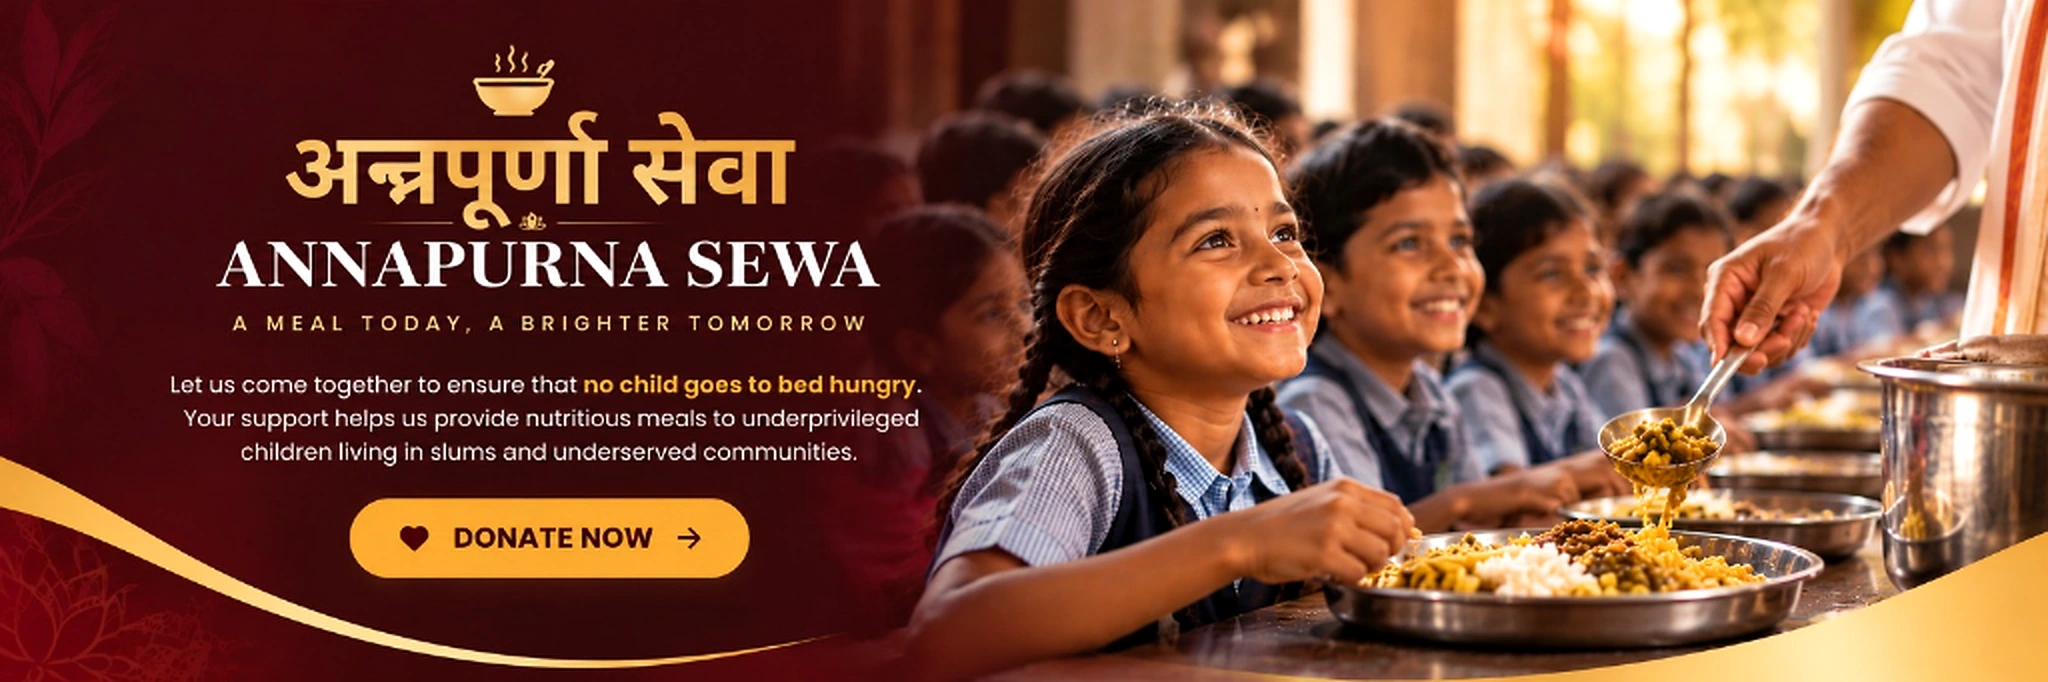 अन्न्रपूर्णा सेवा
ANNAPURNA SEWA
A MEAL TODAY, A BRIGHTER TOMORROW
Let us come together to ensure that no child goes to bed hungry.
Your support helps us provide nutritious meals to underprivileged
children living in slums and underserved communities.
DONATE NOW